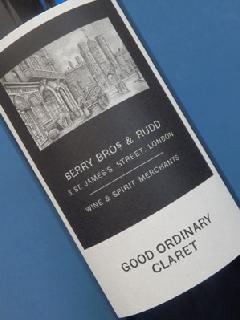 BERRY BROS & RUDD
3 ST. JAMES'S STREET, LONDON
WINE & SPIRIT MERCHANTS
GOOD ORDINARY
CLARET